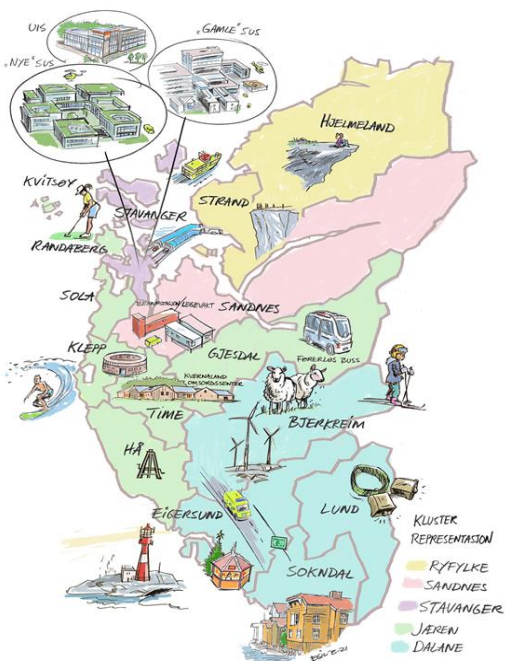 UIS
"GAMLE" SUS
"NYE" SUS
HJELMELAND
KVITSØY
STAVANGER
STRAND
RANDABERG
SOLA
LEGEVAKT
SANDNES
KLEPP
GJESDAL
FØRERLØS BUSS
KVERNALAND
OMSORGSSENTER
TIME
BJERKREIM
HÅ
EIGERSUND
LUND
KLUSTER
REPRESENTASJON
SOKNDAL
RYFYLKE
SANDNES
STAVANGER
JÆREN
DALANE